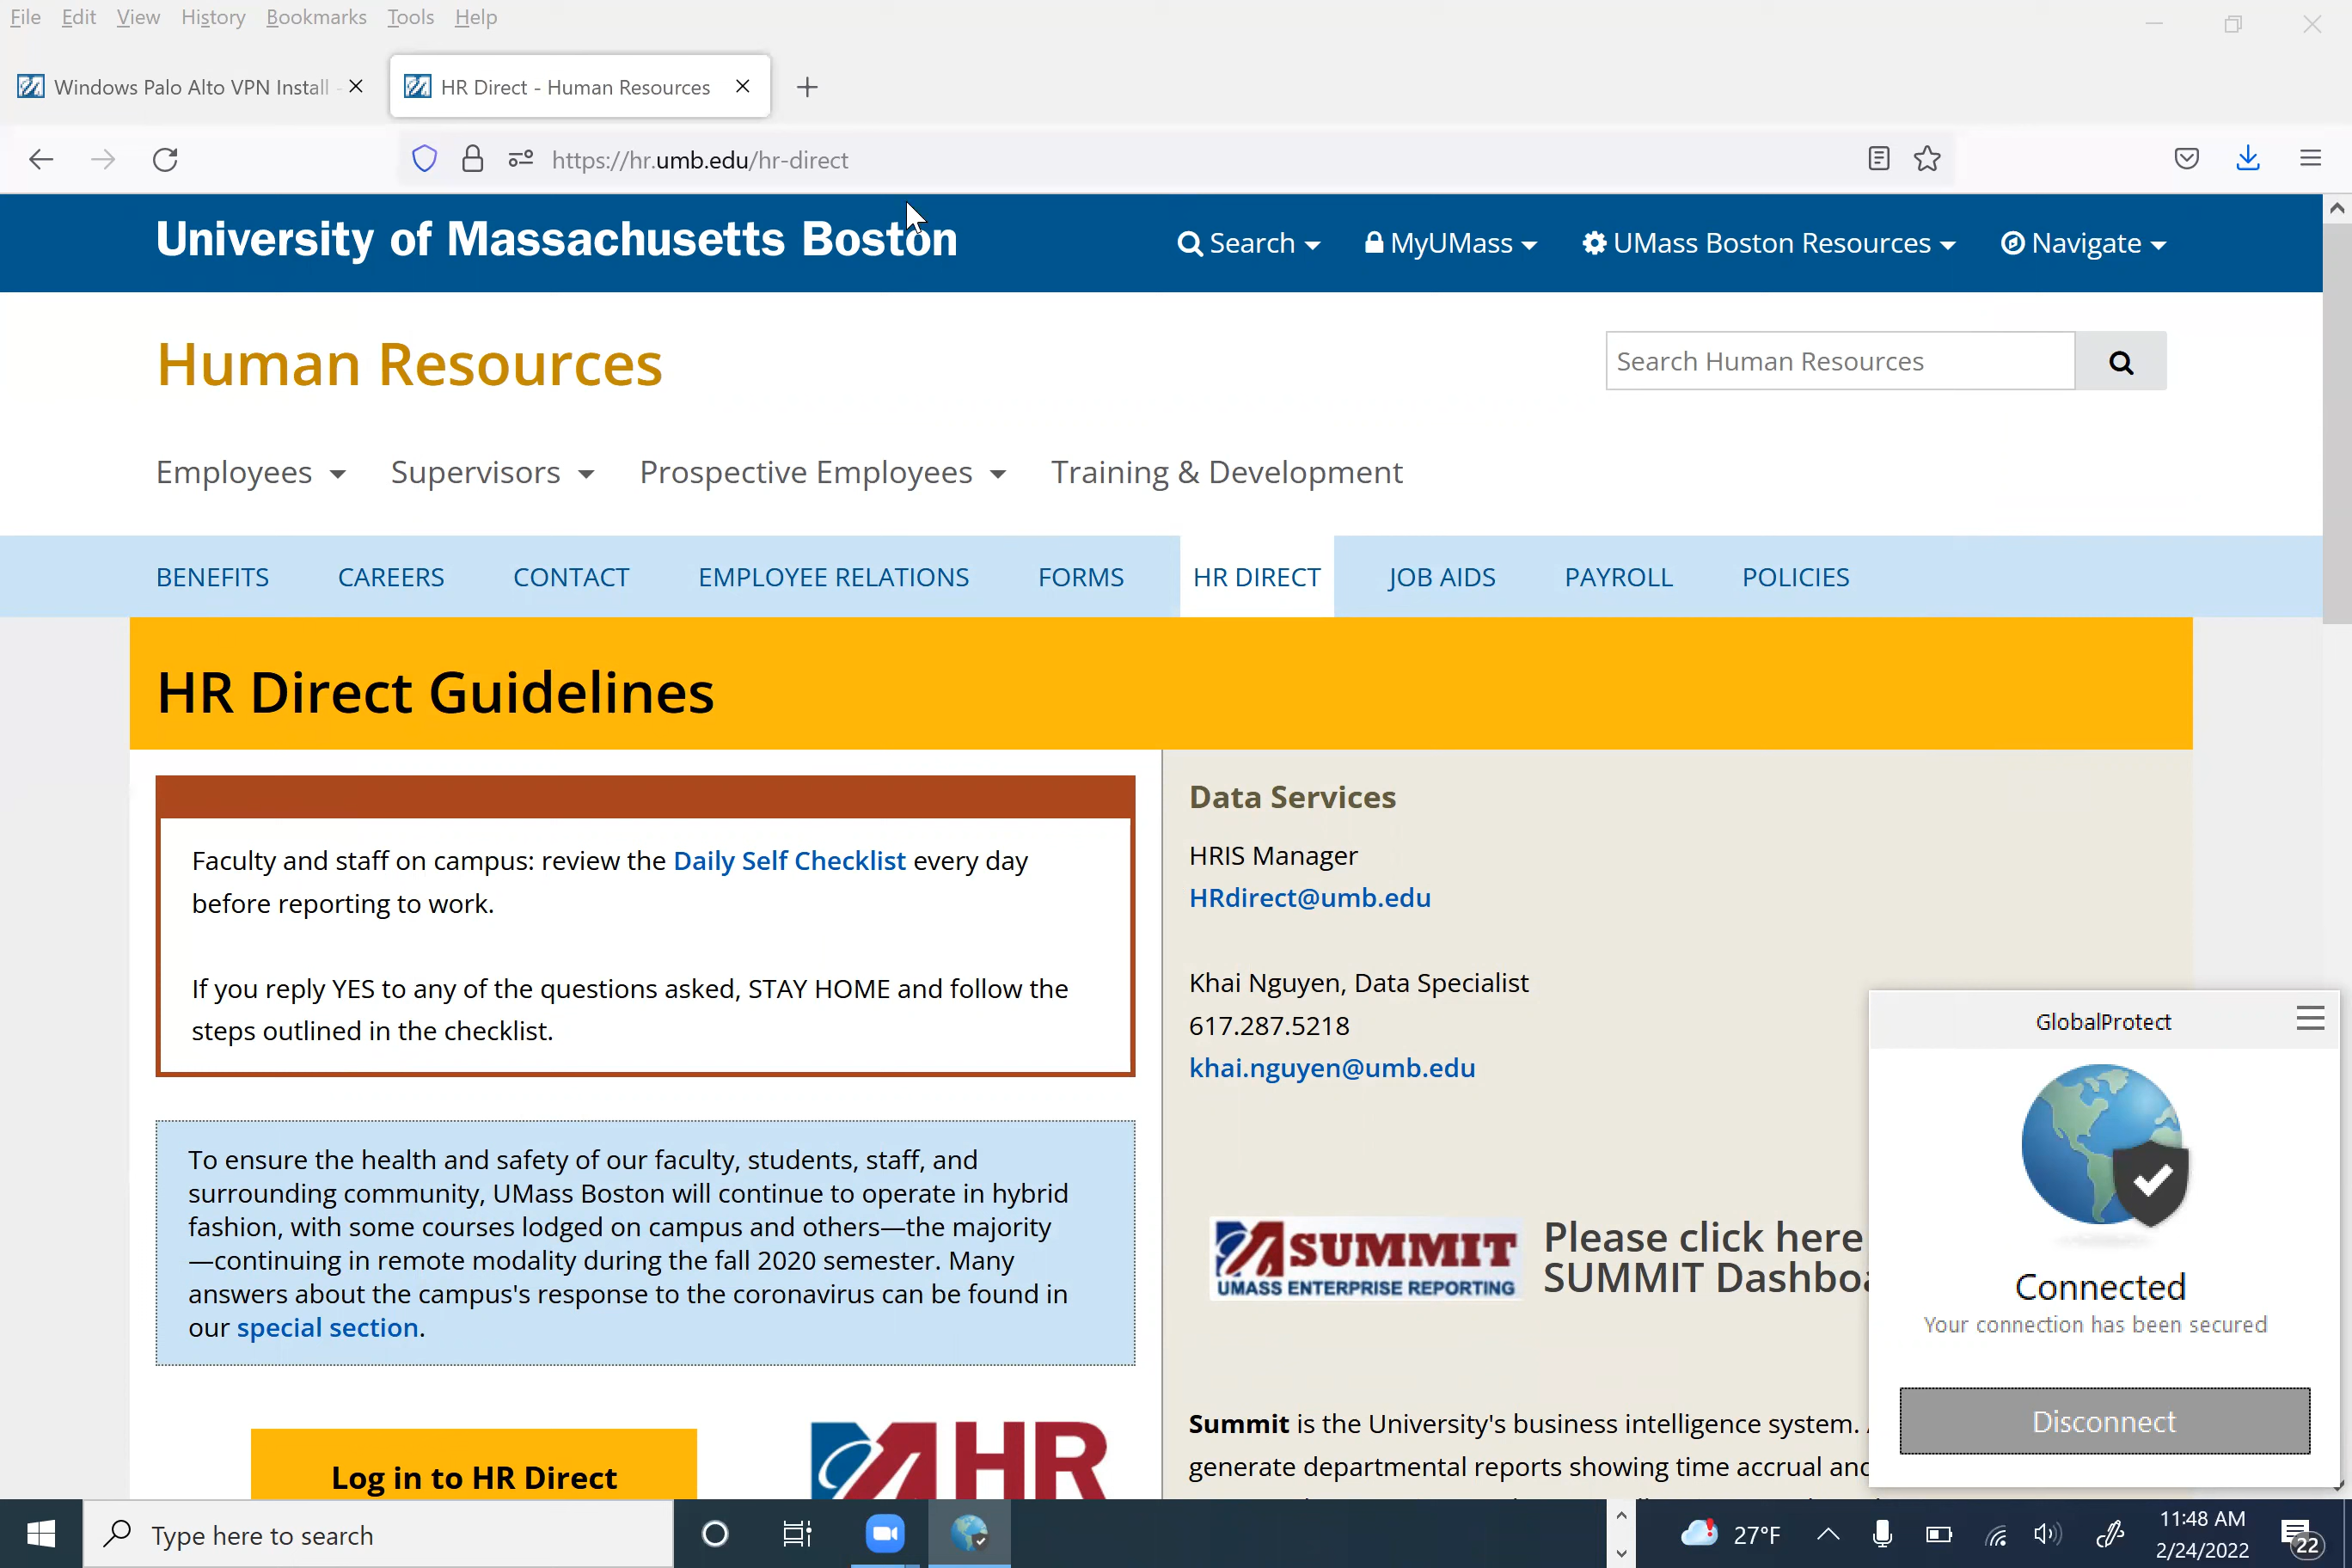 File Edit View History Bookmarks Tools Help
Windows Palo Alto VPN Install
HR Direct - Human Resources
https://hr.umb.edu/hr-direct
University of Massachusetts Boston
Search MyUMass UMass Boston Resources Navigate
Human Resources
Search Human Resources
Employees Supervisors Prospective Employees Training & Development
BENEFITS CAREERS CONTACT EMPLOYEE RELATIONS FORMS HR DIRECT JOB AIDS PAYROLL POLICIES
HR Direct Guidelines
Faculty and staff on campus: review the Daily Self Checklist every day
before reporting to work.
If you reply YES to any of the questions asked, STAY HOME and follow the
steps outlined in the checklist.
To ensure the health and safety of our faculty, students, staff, and
surrounding community, UMass Boston will continue to operate in hybrid
fashion, with some courses lodged on campus and others—the majority
—continuing in remote modality during the fall 2020 semester. Many
answers about the campus's response to the coronavirus can be found in
our special section.
Log in to HR Direct
HR
Data Services
HRIS Manager
HRdirect@umb.edu
Khai Nguyen, Data Specialist
617.287.5218
khai.nguyen@umb.edu
SUMMIT
UMASS ENTERPRISE REPORTING
Please click here
SUMMIT Dashboa
Summit is the University's business intelligence system.
generate departmental reports showing time accrual and
GlobalProtect
Connected
Your connection has been secured
Disconnect
Type here to search
27°F
11:48 AM
2/24/2022
22